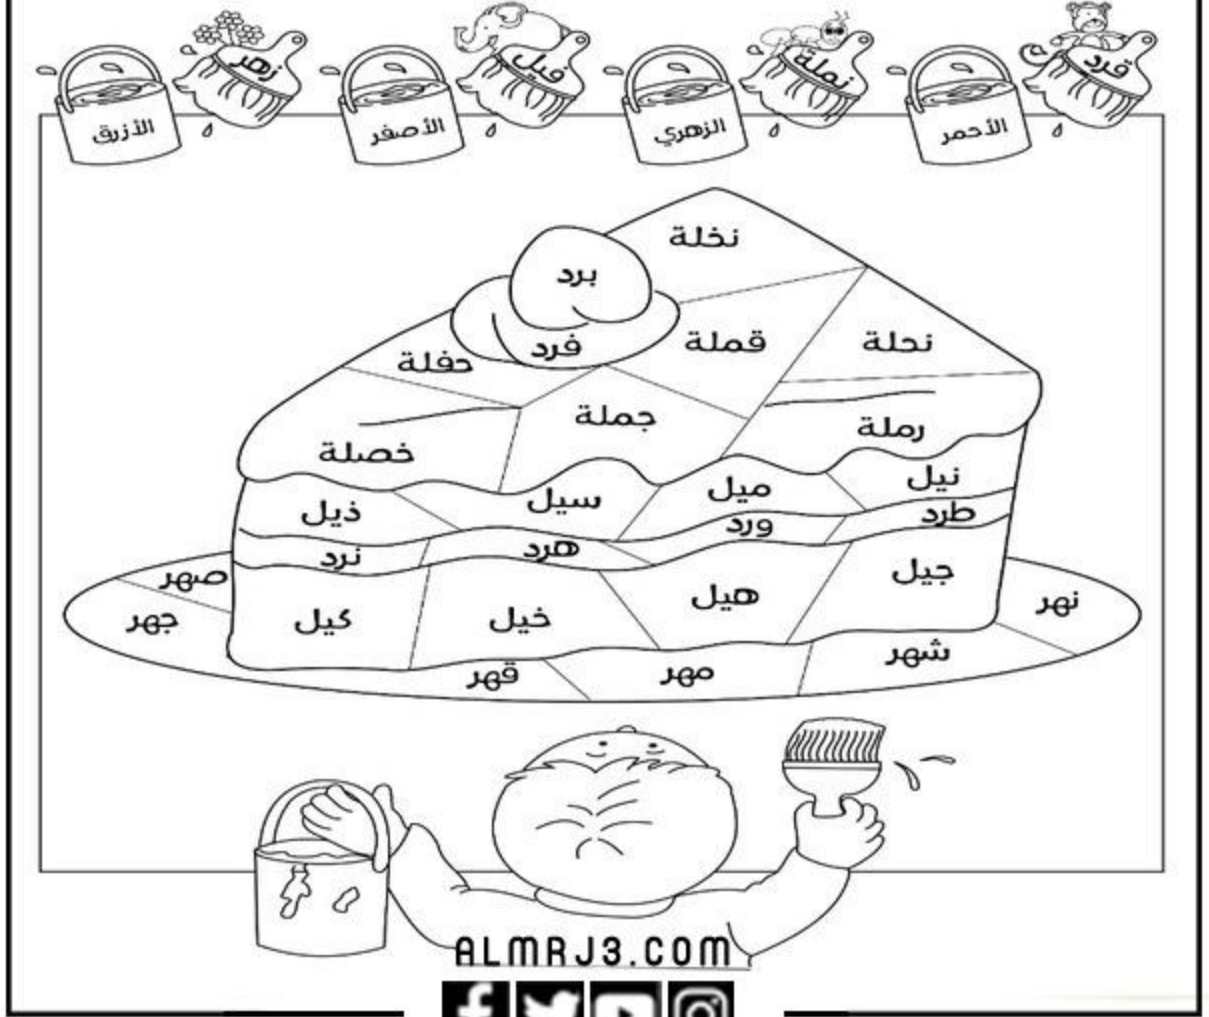 قرد نملة فيل زهر
الأحمر الزهري الأصفر الأزرق
نخلة
برد
نحلة قملة فرد حفلة
جملة
رملة خصلة
نيل ميل سيل ذيل
طرد ورد هرد نرد
جيل صهر
نهر هيل خيل كيل جهر
شهر مهر قهر
ALMRJ3.COM